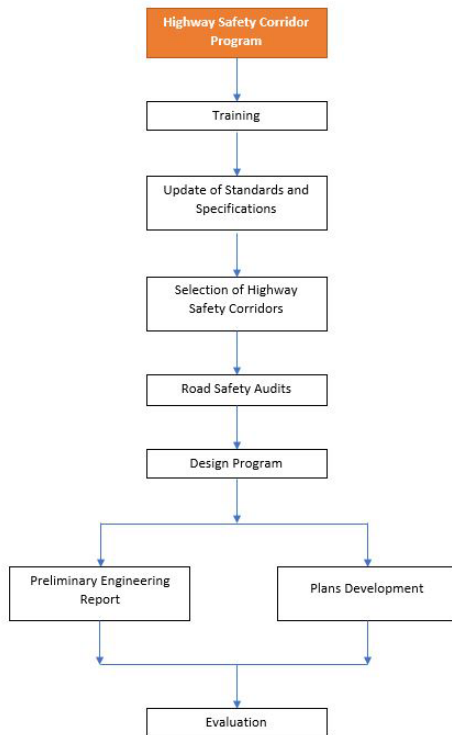 Highway Safety Corridor
Program
Training
Update of Standards and
Specifications
Selection of Highway
Safety Corridors
Road Safety Audits
Design Program
Preliminary Engineering
Report
Plans Development
Evaluation